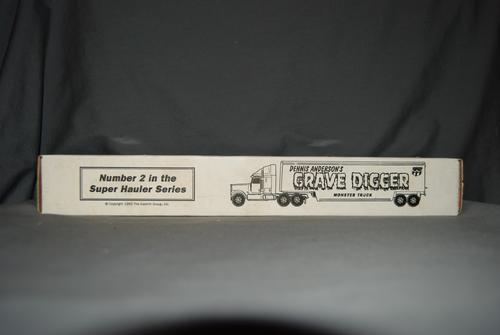 Number 2 in the
Super Hauler Series
DENNIS ANDERSON'S
GRAVE DIGGER
MONSTER TRUCK